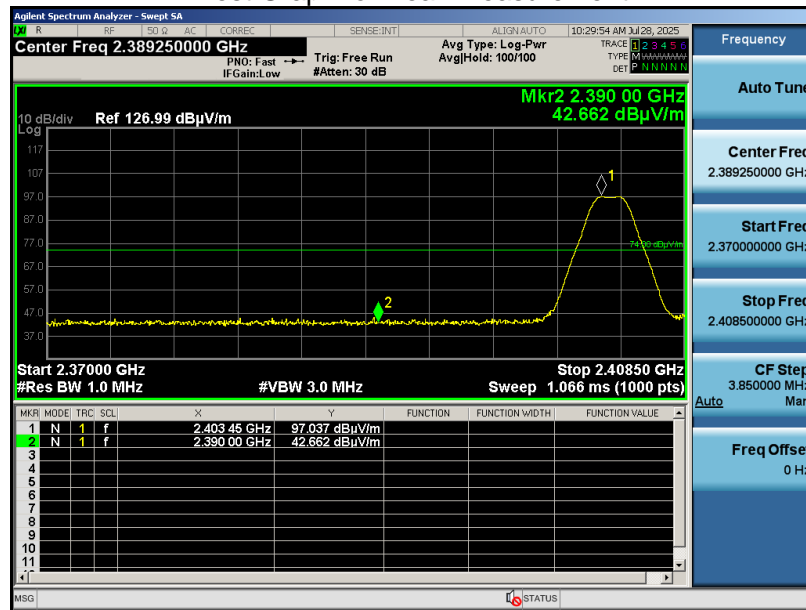 Agilent Spectrum Analyzer - Swept SA
LXI R RF 50 Ω AC CORREC SENSE:INT ALIGN AUTO 10:29:54 AM Jul 28, 2025
Center Freq 2.389250000 GHz
PNO: Fast
IFGain:Low
Trig: Free Run
#Atten: 30 dB
Avg Type: Log-Pwr
Avg|Hold: 100/100
TRACE 1 2 3 4 5 6
TYPE M
DET P N N N N N
Mkr2 2.390 00 GHz
42.662 dBµV/m
10 dB/div Ref 126.99 dBµV/m
Log
117
107
97.0
87.0
77.0
67.0
57.0
47.0
37.0
1
74.00 dBµV/m
2
Start 2.37000 GHz Stop 2.40850 GHz
#Res BW 1.0 MHz #VBW 3.0 MHz Sweep 1.066 ms (1000 pts)
MKR MODE TRC SCL X Y FUNCTION FUNCTION WIDTH FUNCTION VALUE
1 N 1 f 2.403 45 GHz 97.037 dBµV/m
2 N 1 f 2.390 00 GHz 42.662 dBµV/m
3
4
5
6
7
8
9
10
11
MSG STATUS
Frequency
Auto Tune
Center Freq
2.389250000 GHz
Start Freq
2.370000000 GHz
Stop Freq
2.408500000 GHz
CF Step
3.850000 MHz
Auto Man
Freq Offset
0 Hz